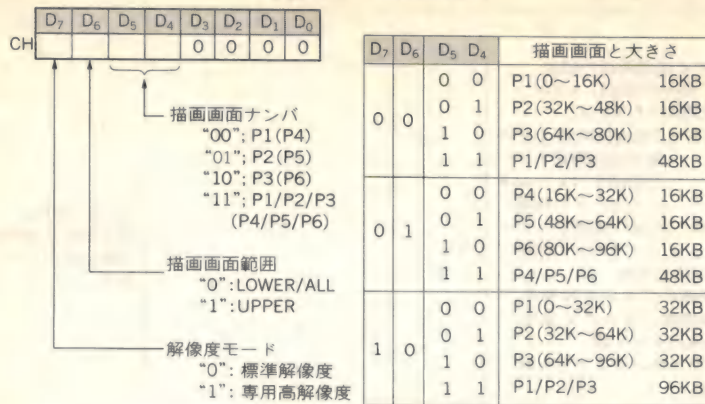 D7 D6 D5 D4 D3 D2 D1 D0
CH 0 0 0 0
描画画面ナンバ
"00"; P1(P4)
"01"; P2(P5)
"10"; P3(P6)
"11"; P1/P2/P3
(P4/P5/P6)
描画画面範囲
"0":LOWER/ALL
"1":UPPER
解像度モード
"0": 標準解像度
"1": 専用高解像度
D7 D6 D5 D4 描画画面と大きさ
0 0 0 0 P1(0~16K) 16KB
0 1 P2(32K~48K) 16KB
1 0 P3(64K~80K) 16KB
1 1 P1/P2/P3 48KB
0 1 0 0 P4(16K~32K) 16KB
0 1 P5(48K~64K) 16KB
1 0 P6(80K~96K) 16KB
1 1 P4/P5/P6 48KB
1 0 0 0 P1(0~32K) 32KB
0 1 P2(32K~64K) 32KB
1 0 P3(64K~96K) 32KB
1 1 P1/P2/P3 96KB